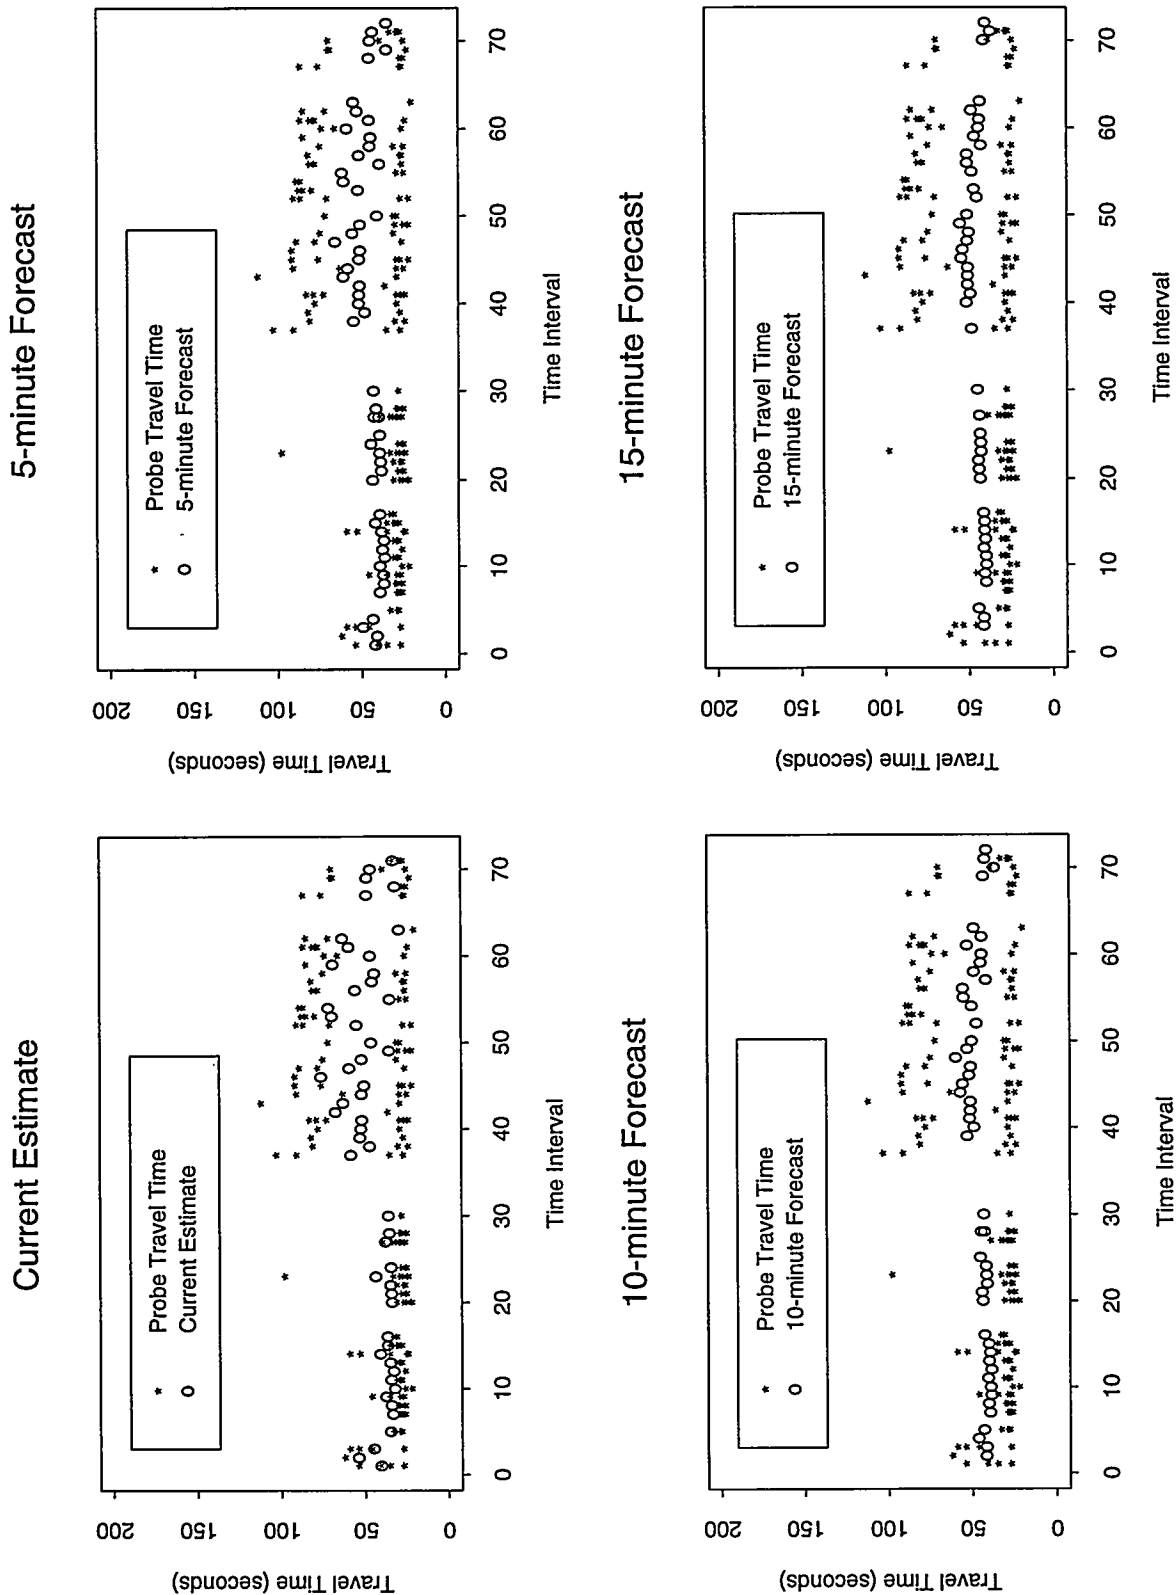 Current Estimate
Travel Time (seconds)
200
150
100
50
0
* Probe Travel Time
o Current Estimate
0 10 20 30 40 50 60 70
Time Interval
5-minute Forecast
Travel Time (seconds)
200
150
100
50
0
* Probe Travel Time
o 5-minute Forecast
0 10 20 30 40 50 60 70
Time Interval
10-minute Forecast
Travel Time (seconds)
200
150
100
50
0
* Probe Travel Time
o 10-minute Forecast
0 10 20 30 40 50 60 70
Time Interval
15-minute Forecast
Travel Time (seconds)
200
150
100
50
0
* Probe Travel Time
o 15-minute Forecast
0 10 20 30 40 50 60 70
Time Interval